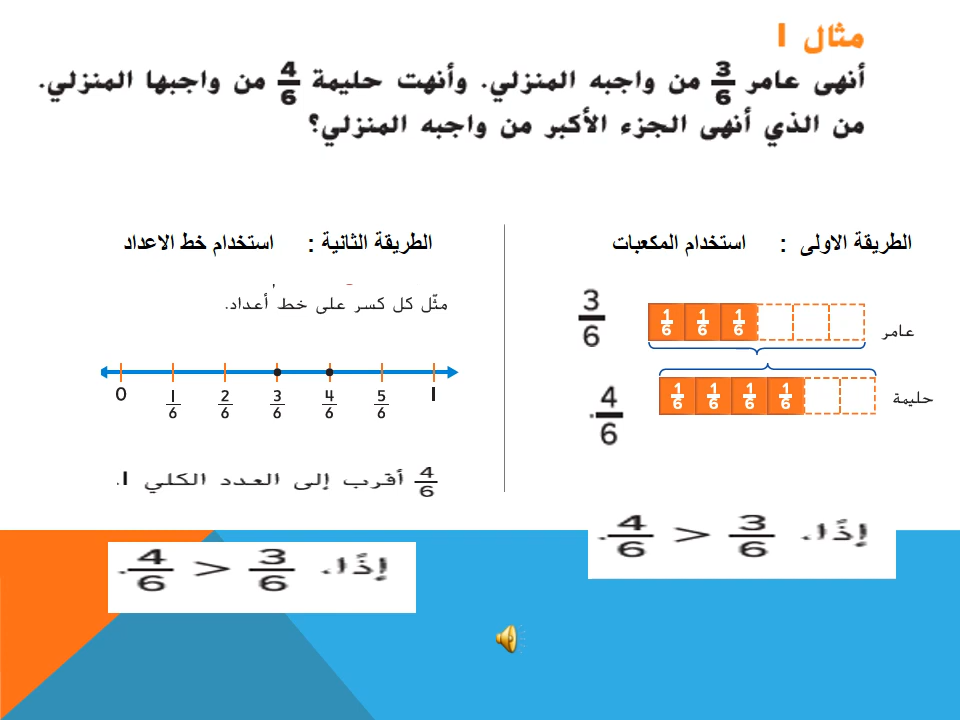 مثال 1
أنهى عامر 3/6 من واجبه المنزلي. وأنهت حليمة 4/6 من واجبها المنزلي.
من الذي أنهى الجزء الأكبر من واجبه المنزلي؟
الطريقة الاولى : استخدام المكعبات
3/6
1/6 1/6 1/6
عامر
4/6
1/6 1/6 1/6 1/6
حليمة
إذًا، 3/6 < 4/6.
الطريقة الثانية : استخدام خط الاعداد
مثّل كل كسر على خط أعداد.
0 1/6 2/6 3/6 4/6 5/6 1
4/6 أقرب إلى العدد الكلي 1.
إذًا، 3/6 < 4/6.